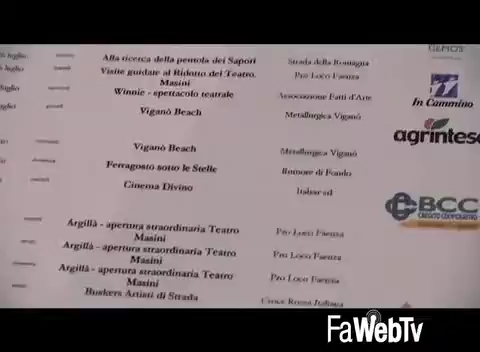 GEMOS
luglio Alla ricerca della pentola dei Sapori Strada della Romagna
luglio Visite guidate al Ridotto del Teatro Masini Pro Loco Faenza
luglio Winnie - spettacolo teatrale Associazione Fatti d'Arte
In Cammino
Viganò Beach Metallurgica Viganò
agrintesa
Viganò Beach Metallurgica Viganò
Ferragosto sotto le Stelle Rumore di Fondo
Cinema Divino Italsar srl
BCC
CREDITO COOPERATIVO
Argillà - apertura straordinaria Teatro Masini Pro Loco Faenza
Argillà - apertura straordinaria Teatro Masini Pro Loco Faenza
Argillà - apertura straordinaria Teatro Masini Pro Loco Faenza
Buskers Artisti di Strada Croce Rossa Italiana
FaWebTv